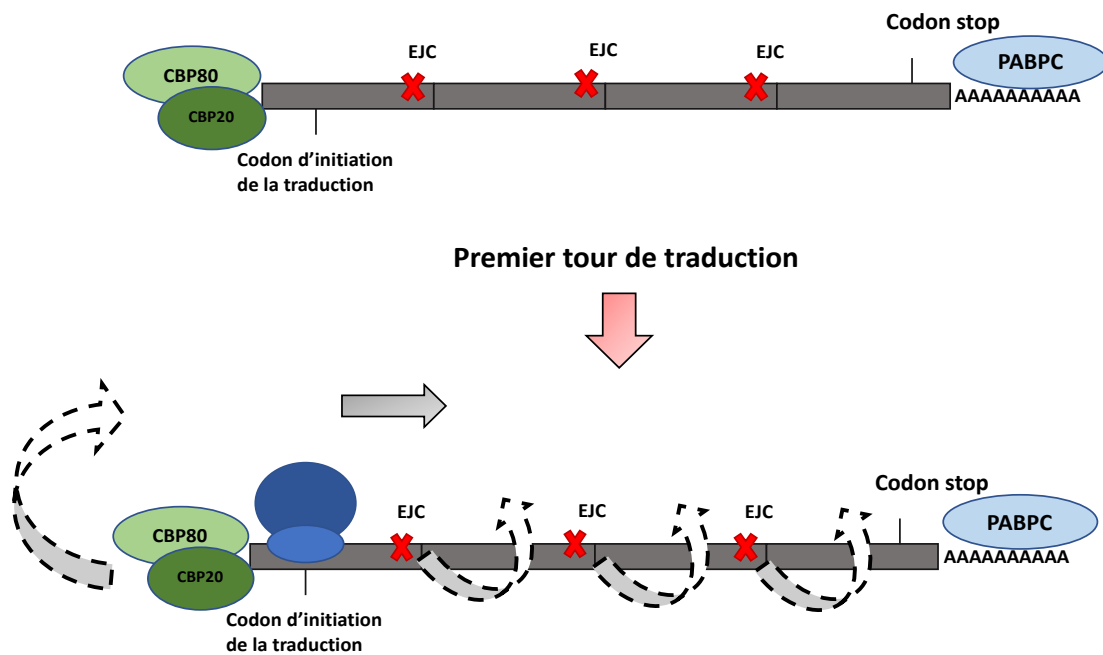 Codon stop
EJC
EJC
EJC
CBP80
PABPC
CBP20
AAAAAAAAAA
Codon d'initiation
de la traduction
Premier tour de traduction
Codon stop
EJC
EJC
EJC
CBP80
PABPC
CBP20
AAAAAAAAAA
Codon d'initiation
de la traduction